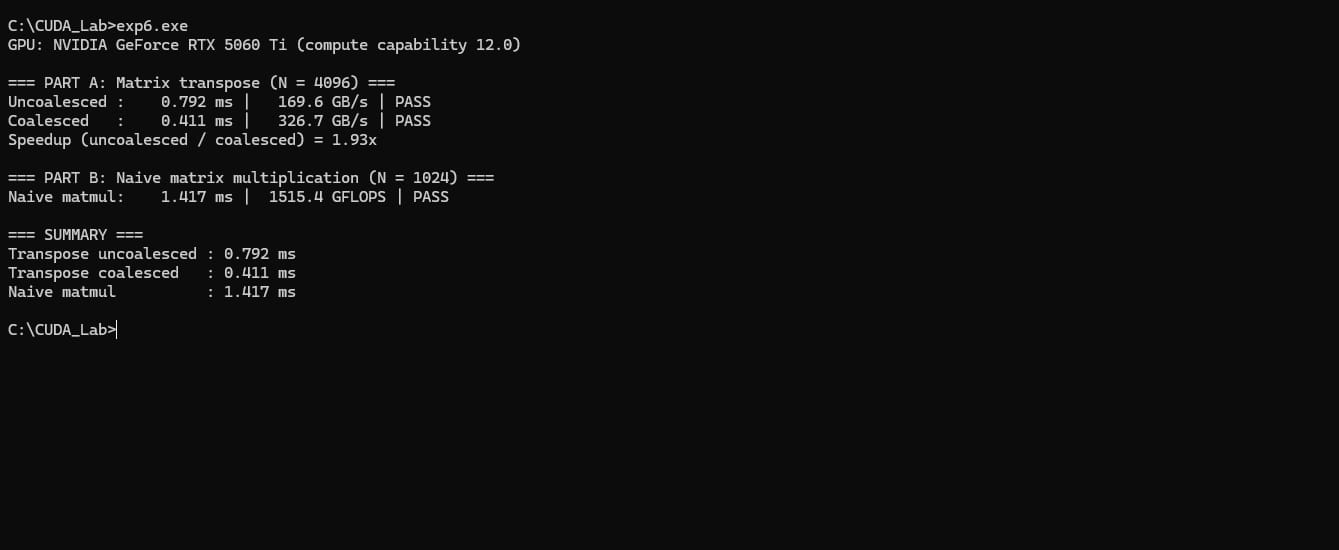 C:\CUDA_Lab>exp6.exe
GPU: NVIDIA GeForce RTX 5060 Ti (compute capability 12.0)
=== PART A: Matrix transpose (N = 4096) ===
Uncoalesced :    0.792 ms |   169.6 GB/s | PASS
Coalesced   :    0.411 ms |   326.7 GB/s | PASS
Speedup (uncoalesced / coalesced) = 1.93x
=== PART B: Naive matrix multiplication (N = 1024) ===
Naive matmul:    1.417 ms |  1515.4 GFLOPS | PASS
=== SUMMARY ===
Transpose uncoalesced : 0.792 ms
Transpose coalesced   : 0.411 ms
Naive matmul          : 1.417 ms
C:\CUDA_Lab>